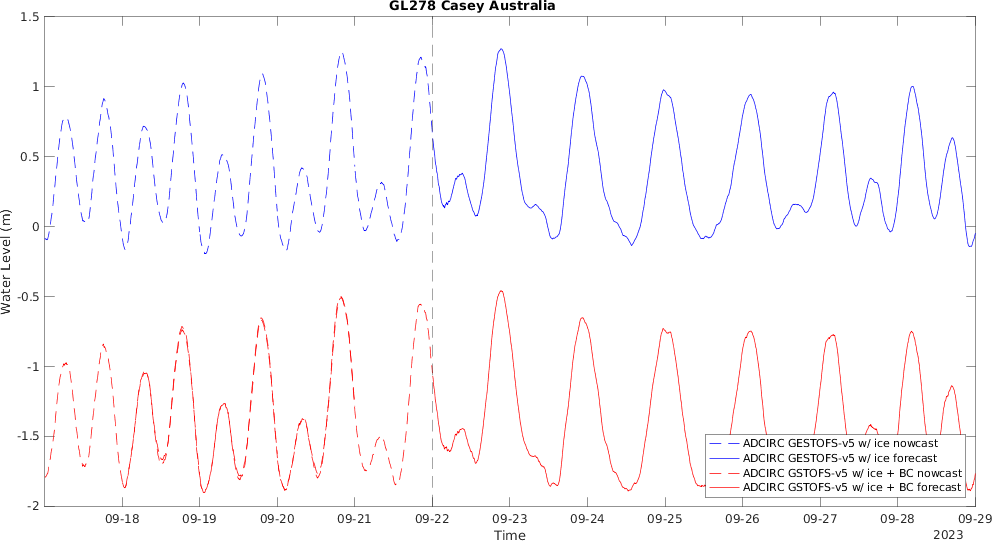 GL278 Casey Australia
Water Level (m)
1.5
1
0.5
0
-0.5
-1
-1.5
-2
ADCIRC GESTOFS-v5 w/ ice nowcast
ADCIRC GESTOFS-v5 w/ ice forecast
ADCIRC GSTOFS-v5 w/ ice + BC nowcast
ADCIRC GSTOFS-v5 w/ ice + BC forecast
09-18 09-19 09-20 09-21 09-22 09-23 09-24 09-25 09-26 09-27 09-28 09-29
Time
2023